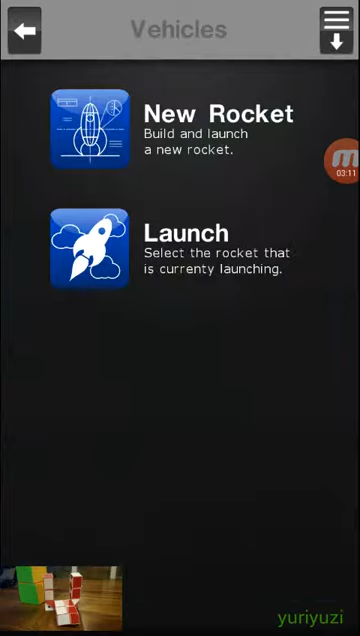 Vehicles
New Rocket
Build and launch
a new rocket.
03:11
Launch
Select the rocket that
is currenty launching.
yuriyuzi